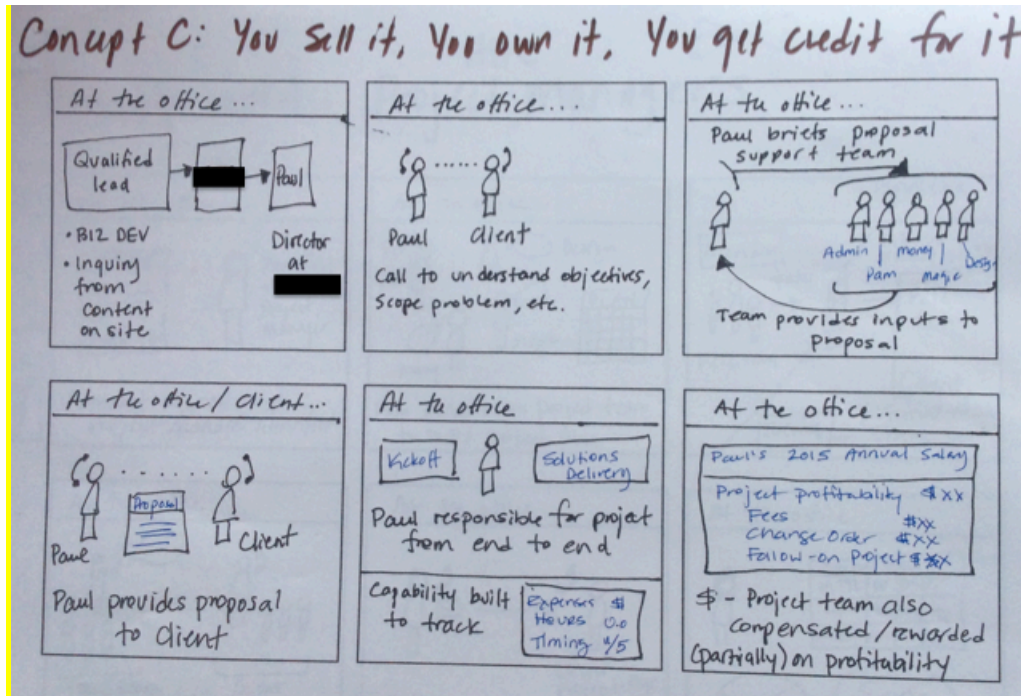 Concept C: You sell it, You own it, You get credit for it
At the office...
Qualified
lead
Paul
• BIZ DEV
• Inquiry
from
content
on site
Director
at
At the office...
Paul
Client
Call to understand objectives,
Scope problem, etc.
At the office...
Paul briefs proposal
support team
Admin
Pam
money
magic
Design
Team provides inputs to
proposal
At the office / client...
Proposal
Paul
Client
Paul provides proposal
to client
At the office
Kickoff
Solutions
Delivery
Paul responsible for project
from end to end
Capability built
to track
Expenses $
Hours 0.0
Timing
At the office...
Paul's 2015 Annual Salary
Project profitability $XX
Fees $XX
Change Order $XX
Follow-on Project $XX
$ - Project team also
compensated/rewarded
(partially) on profitability